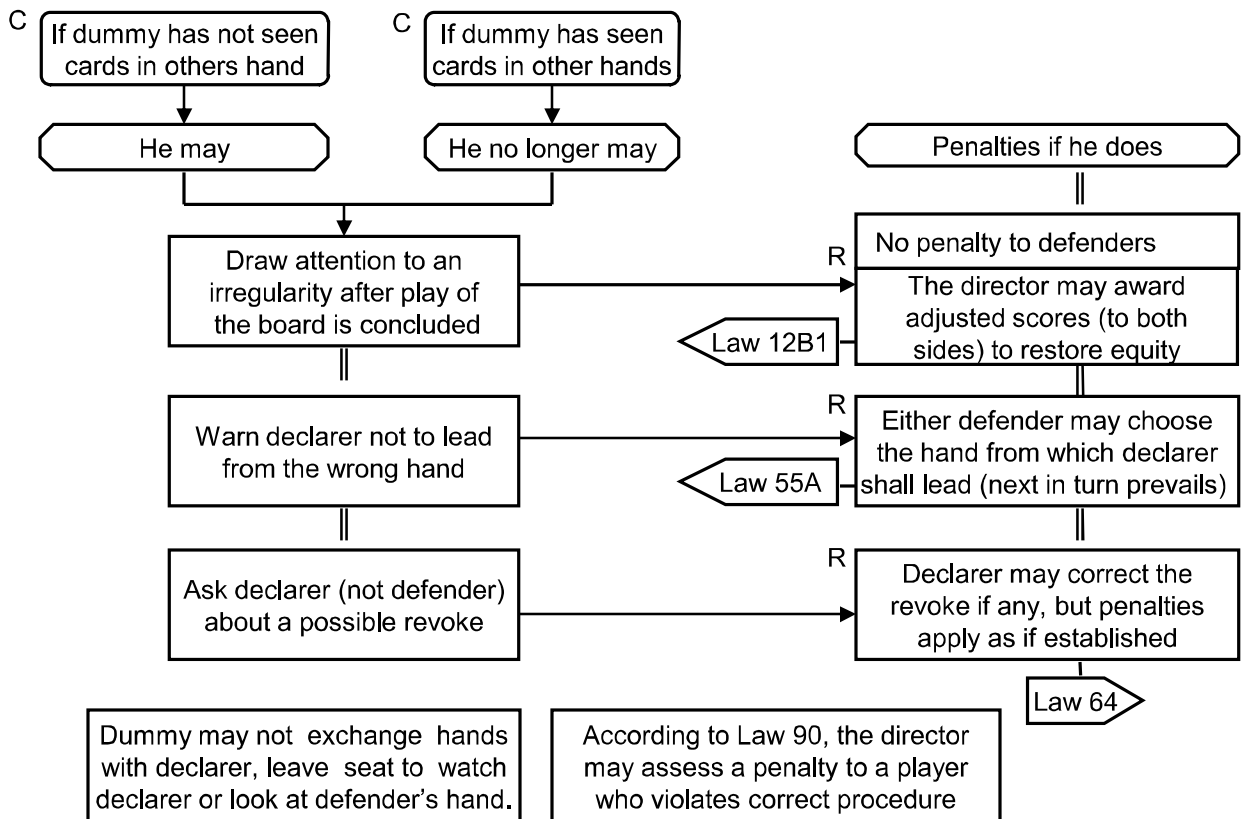 C
If dummy has not seen
cards in others hand
C
If dummy has seen
cards in other hands
He may
He no longer may
Penalties if he does
Draw attention to an
irregularity after play of
the board is concluded
R
No penalty to defenders
The director may award
adjusted scores (to both
sides) to restore equity
Law 12B1
Warn declarer not to lead
from the wrong hand
R
Either defender may choose
the hand from which declarer
shall lead (next in turn prevails)
Law 55A
Ask declarer (not defender)
about a possible revoke
R
Declarer may correct the
revoke if any, but penalties
apply as if established
Law 64
Dummy may not exchange hands
with declarer, leave seat to watch
declarer or look at defender's hand.
According to Law 90, the director
may assess a penalty to a player
who violates correct procedure